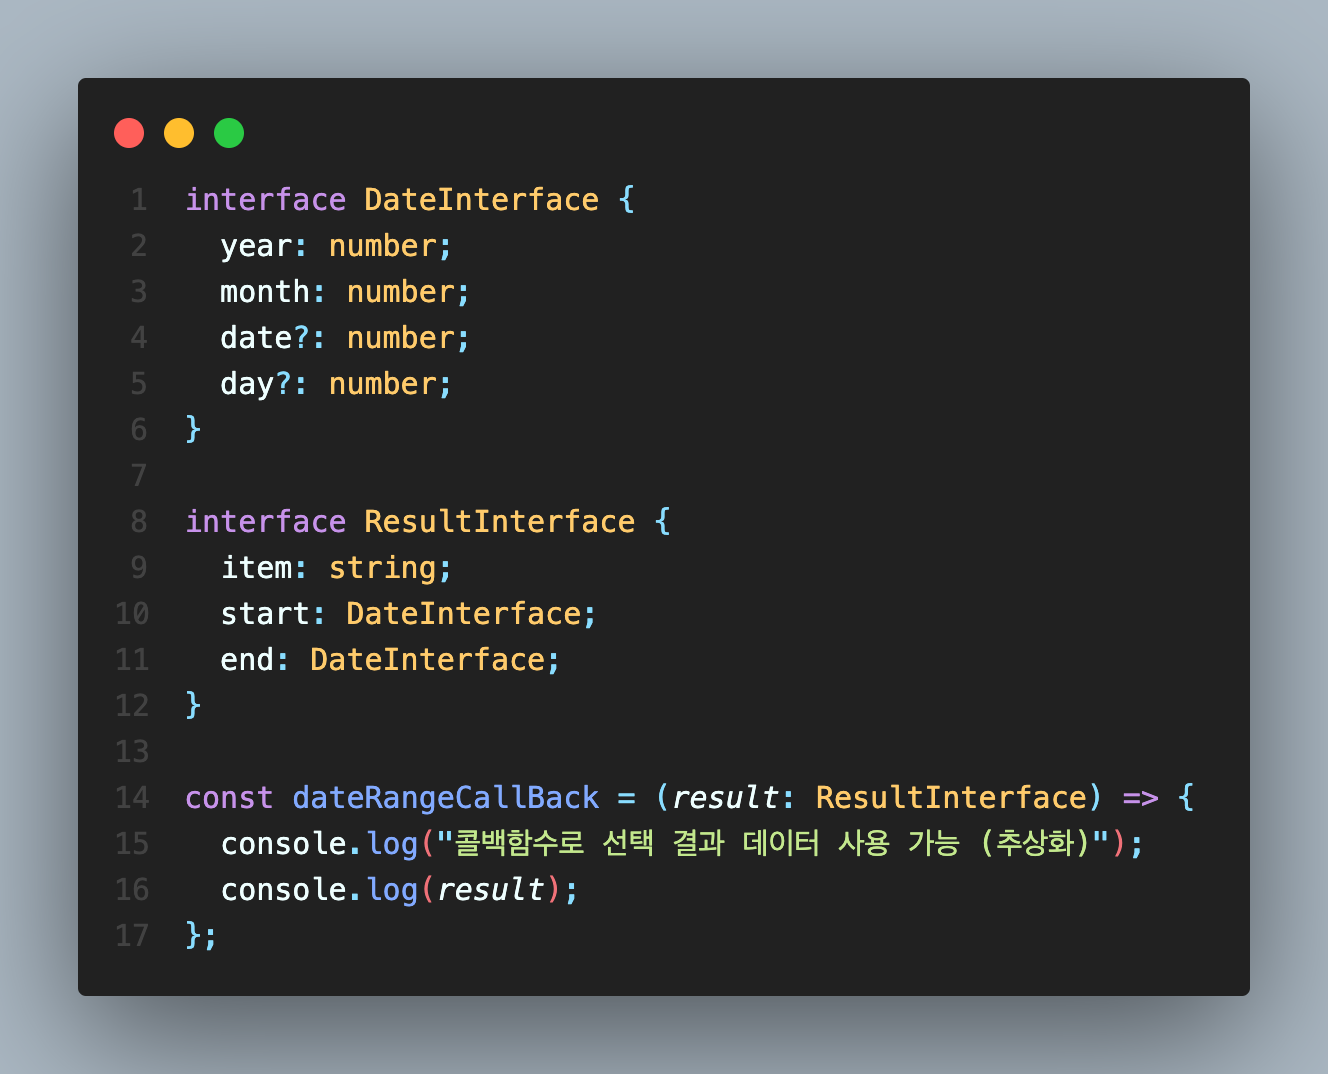 1 interface DateInterface {
2   year: number;
3   month: number;
4   date?: number;
5   day?: number;
6 }
7
8 interface ResultInterface {
9   item: string;
10   start: DateInterface;
11   end: DateInterface;
12 }
13
14 const dateRangeCallBack = (result: ResultInterface) => {
15   console.log("콜백함수로 선택 결과 데이터 사용 가능 (추상화)");
16   console.log(result);
17 };